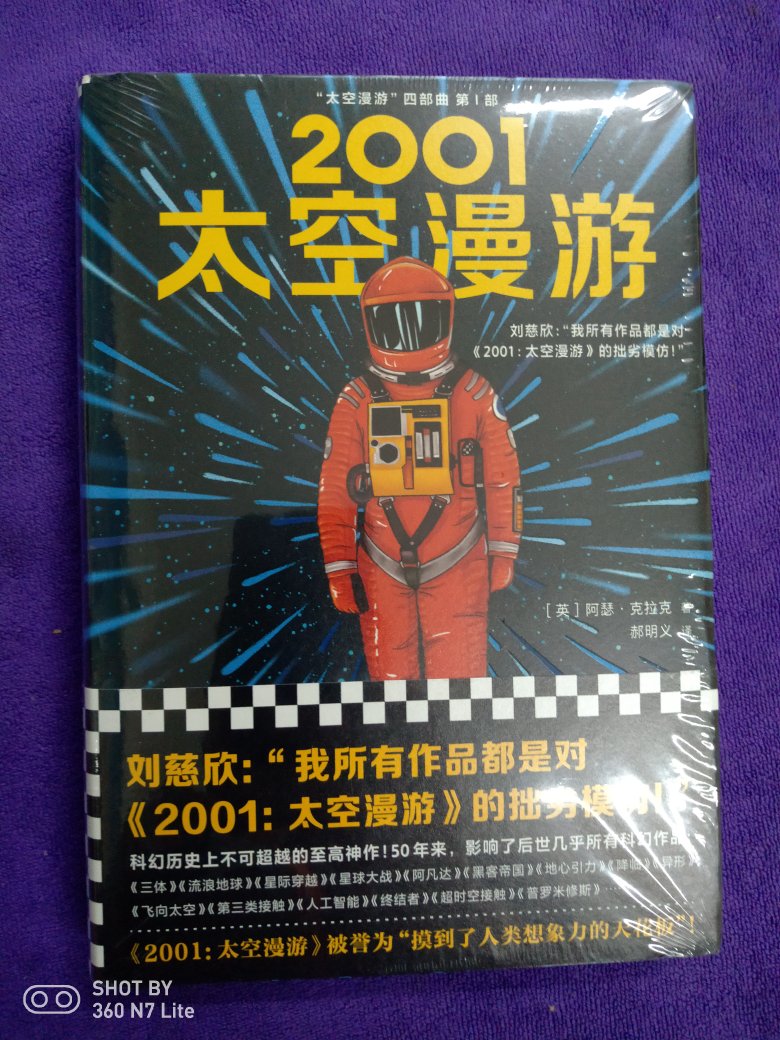 “太空漫游”四部曲 第1部
2001
太空漫游
刘慈欣：“我所有作品都是对
《2001：太空漫游》的拙劣模仿！”
［英］阿瑟·克拉克 著
郝明义 译
刘慈欣：“我所有作品都是对
《2001：太空漫游》的拙劣模仿！”
科幻历史上不可超越的至高神作！50年来，影响了后世几乎所有科幻作品：
《三体》《流浪地球》《星际穿越》《星球大战》《阿凡达》《黑客帝国》《地心引力》《降临》《异形》
《飞向太空》《第三类接触》《人工智能》《终结者》《超时空接触》《普罗米修斯》……
《2001：太空漫游》被誉为“摸到了人类想象力的天花板”！
SHOT BY
360 N7 Lite